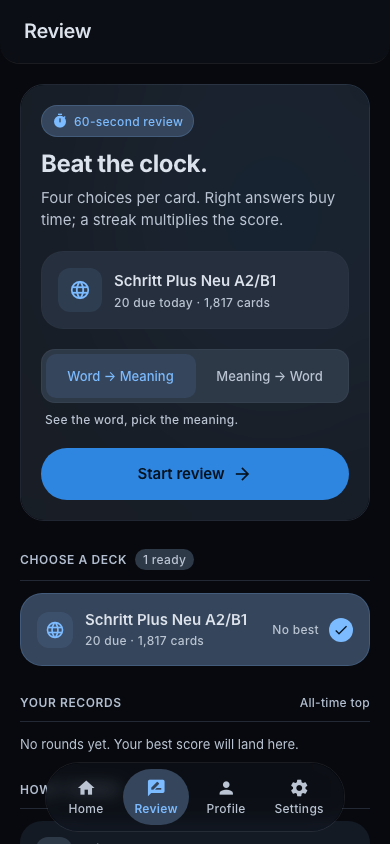 Review
60-second review
Beat the clock.
Four choices per card. Right answers buy
time; a streak multiplies the score.
Schritt Plus Neu A2/B1
20 due today · 1,817 cards
Word → Meaning
Meaning → Word
See the word, pick the meaning.
Start review →
CHOOSE A DECK
1 ready
Schritt Plus Neu A2/B1
20 due · 1,817 cards
No best
YOUR RECORDS
All-time top
No rounds yet. Your best score will land here.
Home
Review
Profile
Settings